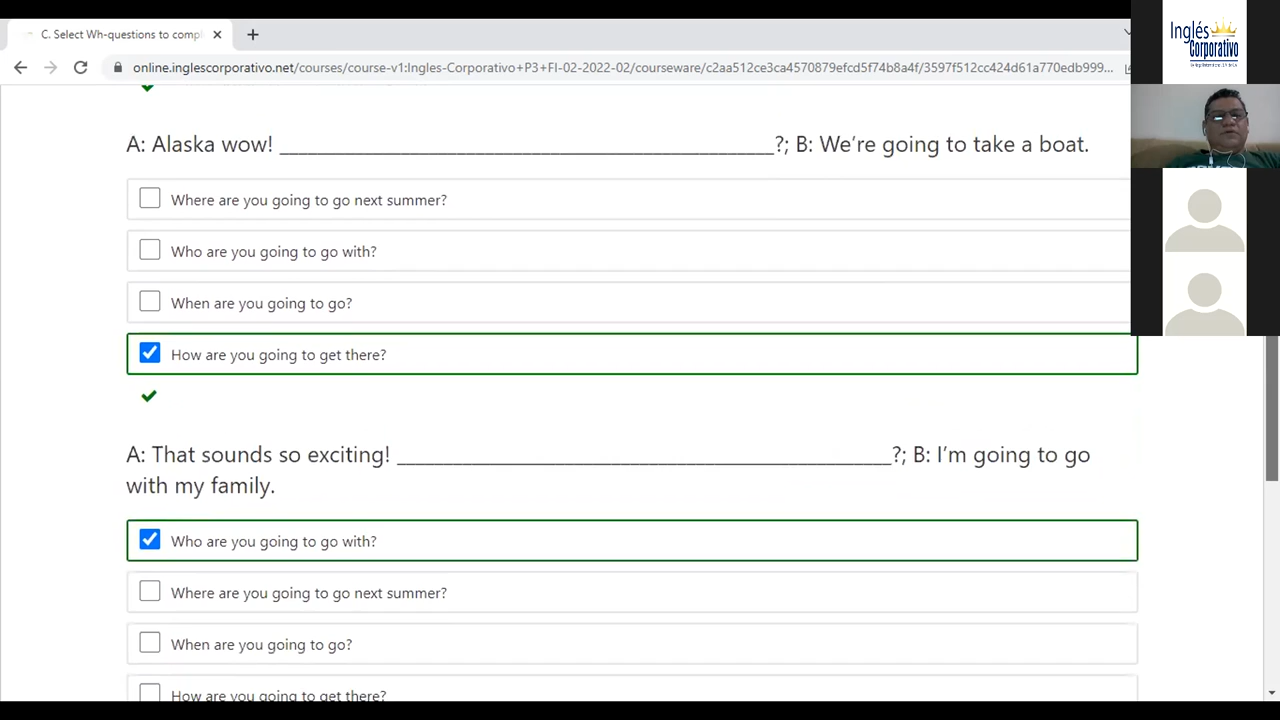 C. Select Wh-questions to compl
online.inglescorporativo.net/courses/course-v1:Ingles-Corporativo+P3+FI-02-2022-02/courseware/c2aa512ce3ca4570879efcd5f74b8a4f/3597f512cc424d61a770edb999...
Inglés
Corporativo
A: Alaska wow! ______________________________________________?; B: We’re going to take a boat.
Where are you going to go next summer?
Who are you going to go with?
When are you going to go?
How are you going to get there?
A: That sounds so exciting! ______________________________________________?; B: I’m going to go
with my family.
Who are you going to go with?
Where are you going to go next summer?
When are you going to go?
How are you going to get there?